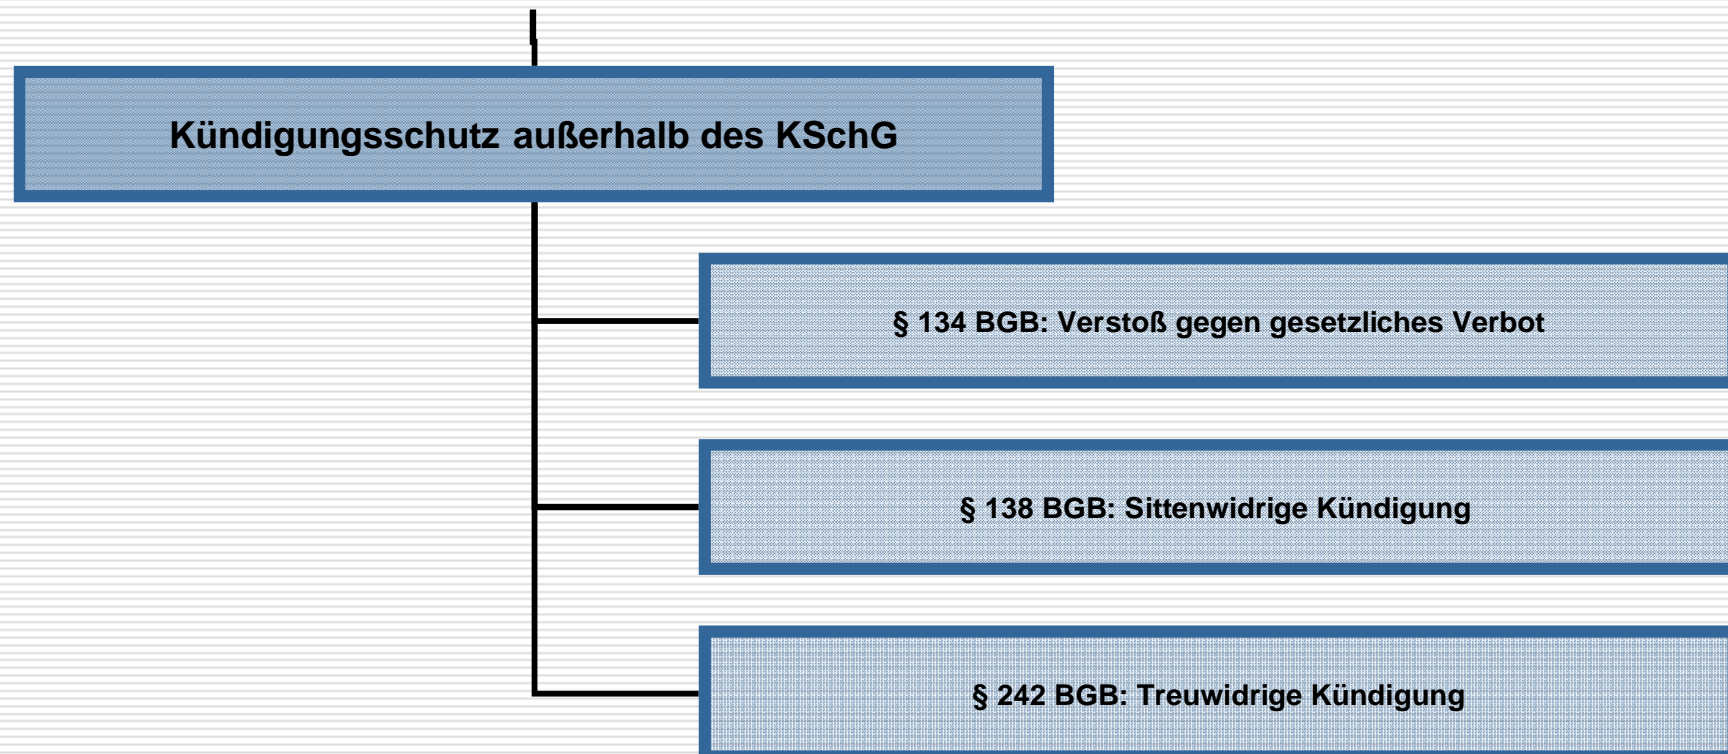 Kündigungsschutz außerhalb des KSchG
§ 134 BGB: Verstoß gegen gesetzliches Verbot
§ 138 BGB: Sittenwidrige Kündigung
§ 242 BGB: Treuwidrige Kündigung